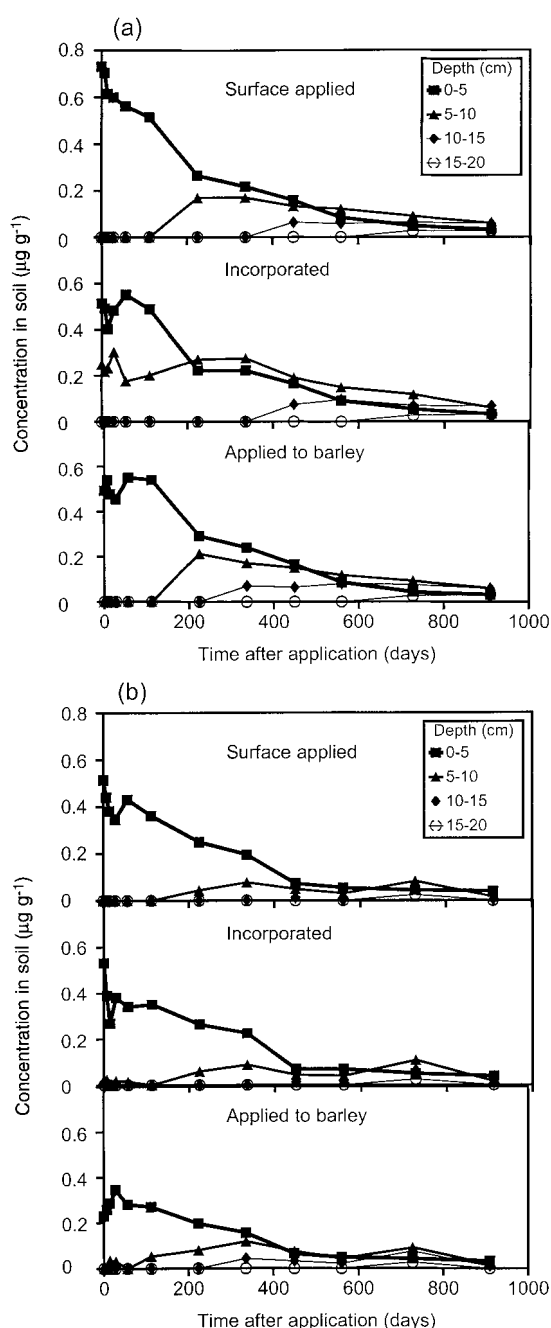 (a)
0.8
Depth (cm)
0-5
5-10
10-15
15-20
Surface applied
0.6
0.4
0.2
0
Incorporated
0.6
0.4
0.2
0
Applied to barley
0.6
0.4
0.2
0
0 200 400 600 800 1000
Concentration in soil (µg g-1)
Time after application (days)
(b)
0.8
Depth (cm)
0-5
5-10
10-15
15-20
Surface applied
0.6
0.4
0.2
0
Incorporated
0.6
0.4
0.2
0
Applied to barley
0.6
0.4
0.2
0
0 200 400 600 800 1000
Concentration in soil (µg g-1)
Time after application (days)